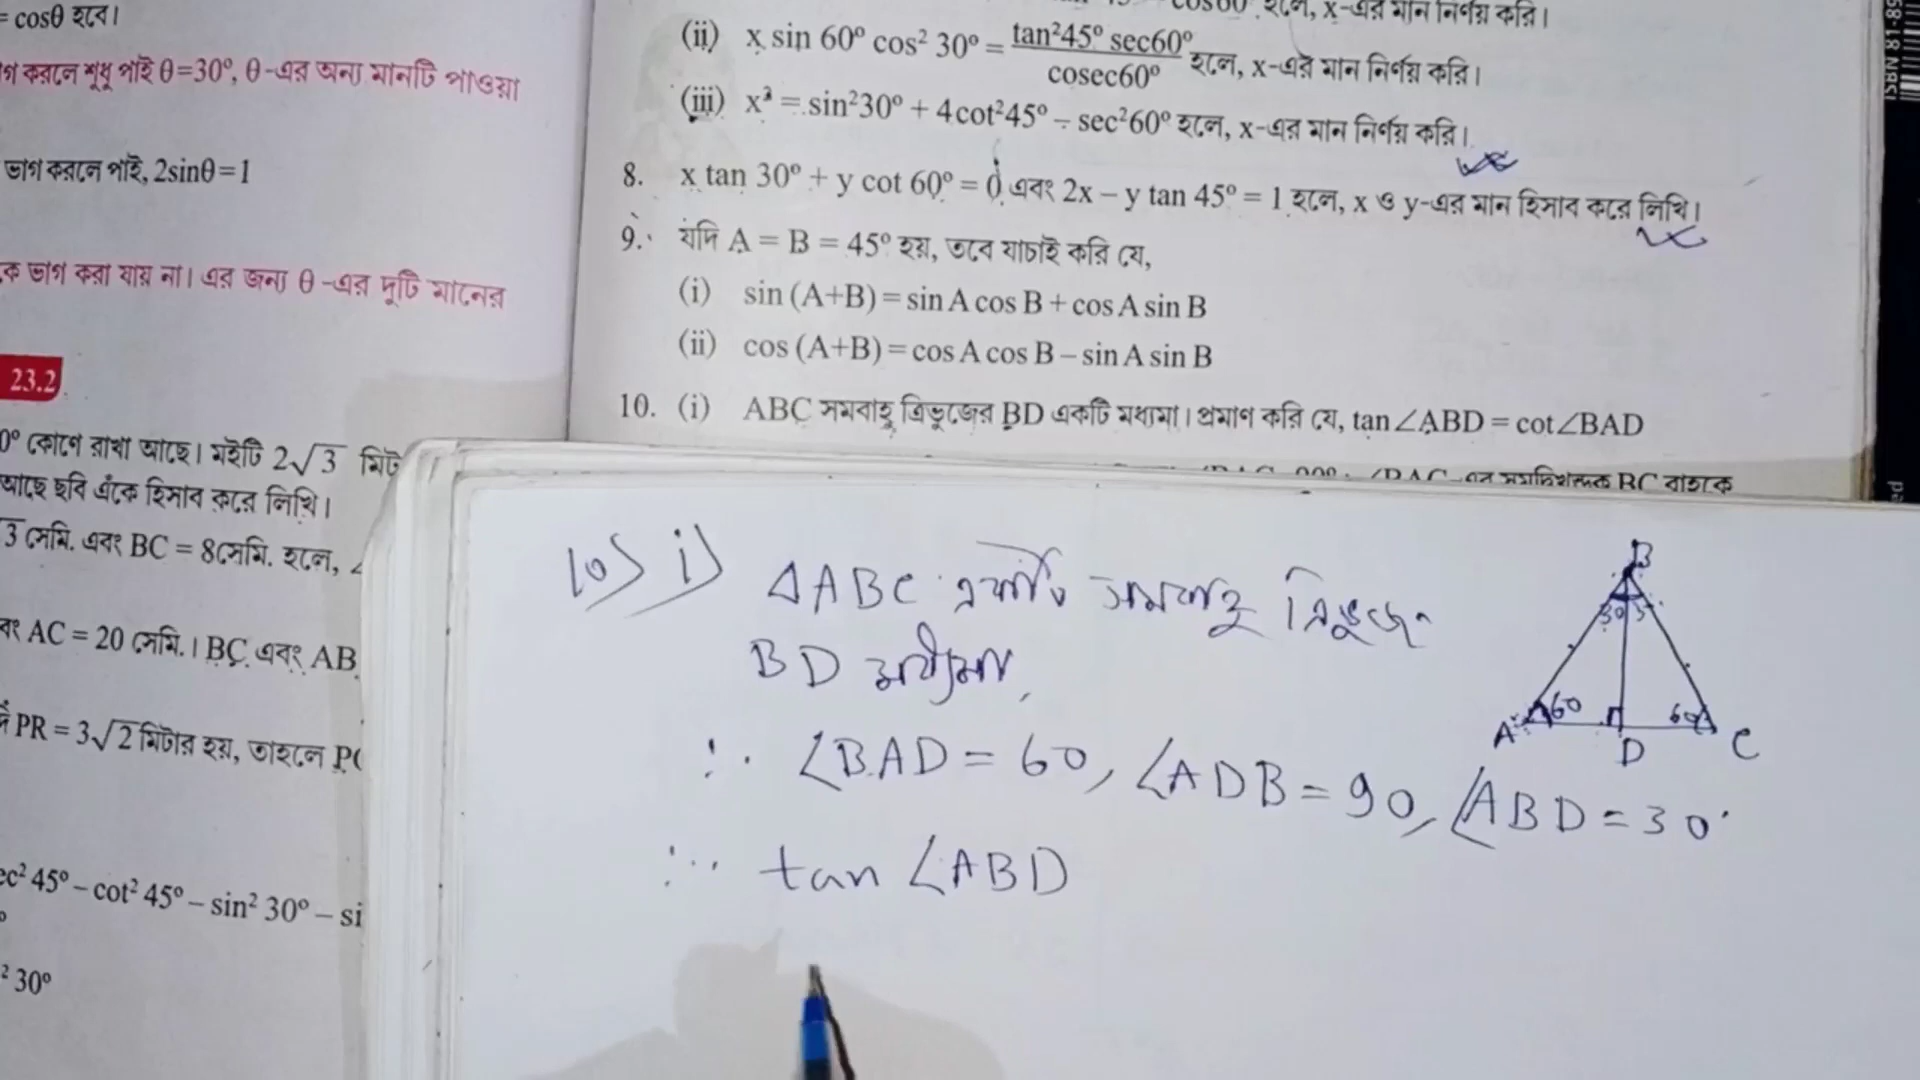 = cosθ হবে।
করলে শুধু পাই θ=30°, θ-এর অন্য মানটি পাওয়া
ভাগ করলে পাই, 2sinθ=1
কে ভাগ করা যায় না। এর জন্য θ -এর দুটি মানের
23.2
0° কোণে রাখা আছে। মইটি 2√3 মিট
আছে ছবি এঁকে হিসাব করে লিখি।
√3 সেমি. এবং BC = 8সেমি. হলে,
বং AC = 20 সেমি.। BC এবং AB
PR = 3√2 মিটার হয়, তাহলে
ec² 45° – cot² 45° – sin² 30° – si
² 30°
হলে, x-এর মান নির্ণয় করি।
(ii) x sin 60° cos² 30° = tan²45° sec60° / cosec60° হলে, x-এর মান নির্ণয় করি।
(iii) x² = sin²30° + 4cot²45° – sec²60° হলে, x-এর মান নির্ণয় করি।
8. x tan 30° + y cot 60° = 0 এবং 2x – y tan 45° = 1 হলে, x ও y-এর মান হিসাব করে লিখি।
9. যদি A = B = 45° হয়, তবে যাচাই করি যে,
(i) sin (A+B) = sin A cos B + cos A sin B
(ii) cos (A+B) = cos A cos B – sin A sin B
10. (i) ABC সমবাহু ত্রিভুজের BD একটি মধ্যমা। প্রমাণ করি যে, tan∠ABD = cot∠BAD
সমদ্বিখণ্ডক BC বাহুকে
10) i) ΔABC একটি সমবাহু ত্রিভুজ
BD মধ্যমা,
∴ ∠BAD = 60, ∠ADB = 90, ∠ABD = 30°
∴ tan ∠ABD
B
30
60
60
A
D
C